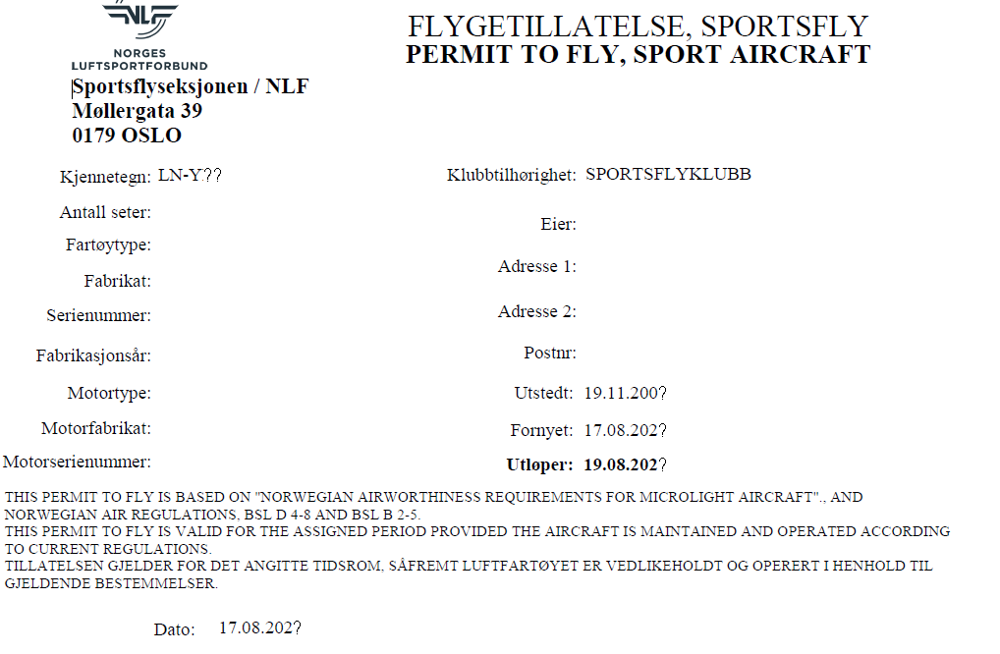 NLF
NORGES
LUFTSPORTFORBUND
FLYGETILLATELSE, SPORTSFLY
PERMIT TO FLY, SPORT AIRCRAFT
Sportsflyseksjonen / NLF
Møllergata 39
0179 OSLO
Kjennetegn: LN-Y??
Klubbtilhørighet: SPORTSFLYKLUBB
Antall seter:
Eier:
Fartøytype:
Adresse 1:
Fabrikat:
Serienummer:
Adresse 2:
Fabrikasjonsår:
Postnr:
Motortype:
Utstedt: 19.11.200?
Motorfabrikat:
Fornyet: 17.08.202?
Motorserienummer:
Utløper: 19.08.202?
THIS PERMIT TO FLY IS BASED ON "NORWEGIAN AIRWORTHINESS REQUIREMENTS FOR MICROLIGHT AIRCRAFT"., AND
NORWEGIAN AIR REGULATIONS, BSL D 4-8 AND BSL B 2-5.
THIS PERMIT TO FLY IS VALID FOR THE ASSIGNED PERIOD PROVIDED THE AIRCRAFT IS MAINTAINED AND OPERATED ACCORDING
TO CURRENT REGULATIONS.
TILLATELSEN GJELDER FOR DET ANGITTE TIDSROM, SÅFREMT LUFTFARTØYET ER VEDLIKEHOLDT OG OPERERT I HENHOLD TIL
GJELDENDE BESTEMMELSER.
Dato: 17.08.202?